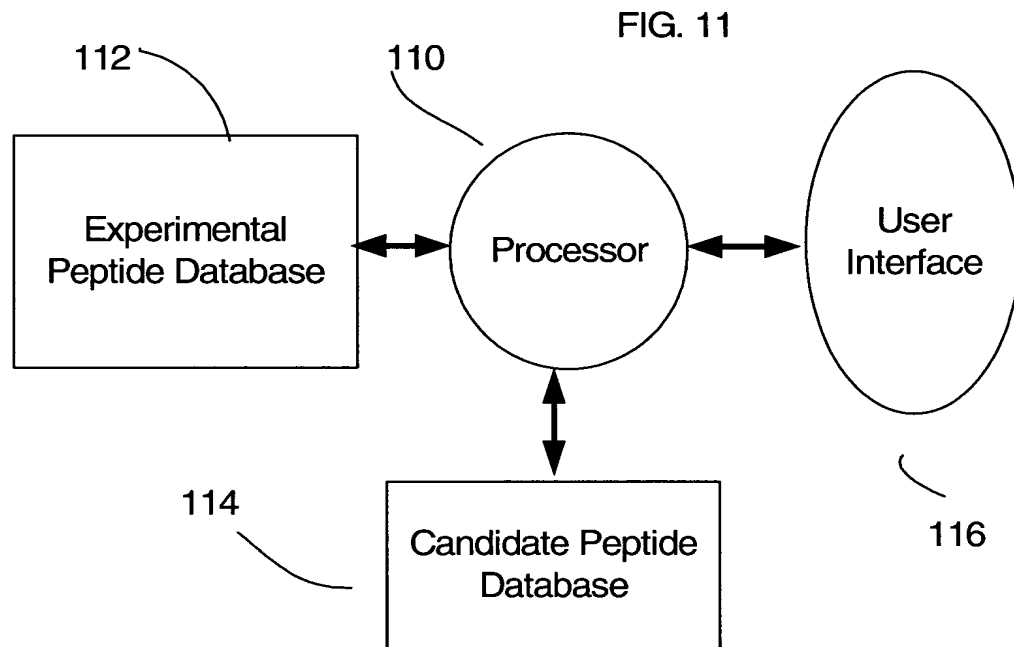 FIG. 11
112
110
Experimental
Peptide Database
Processor
User
Interface
114
Candidate Peptide
Database
116